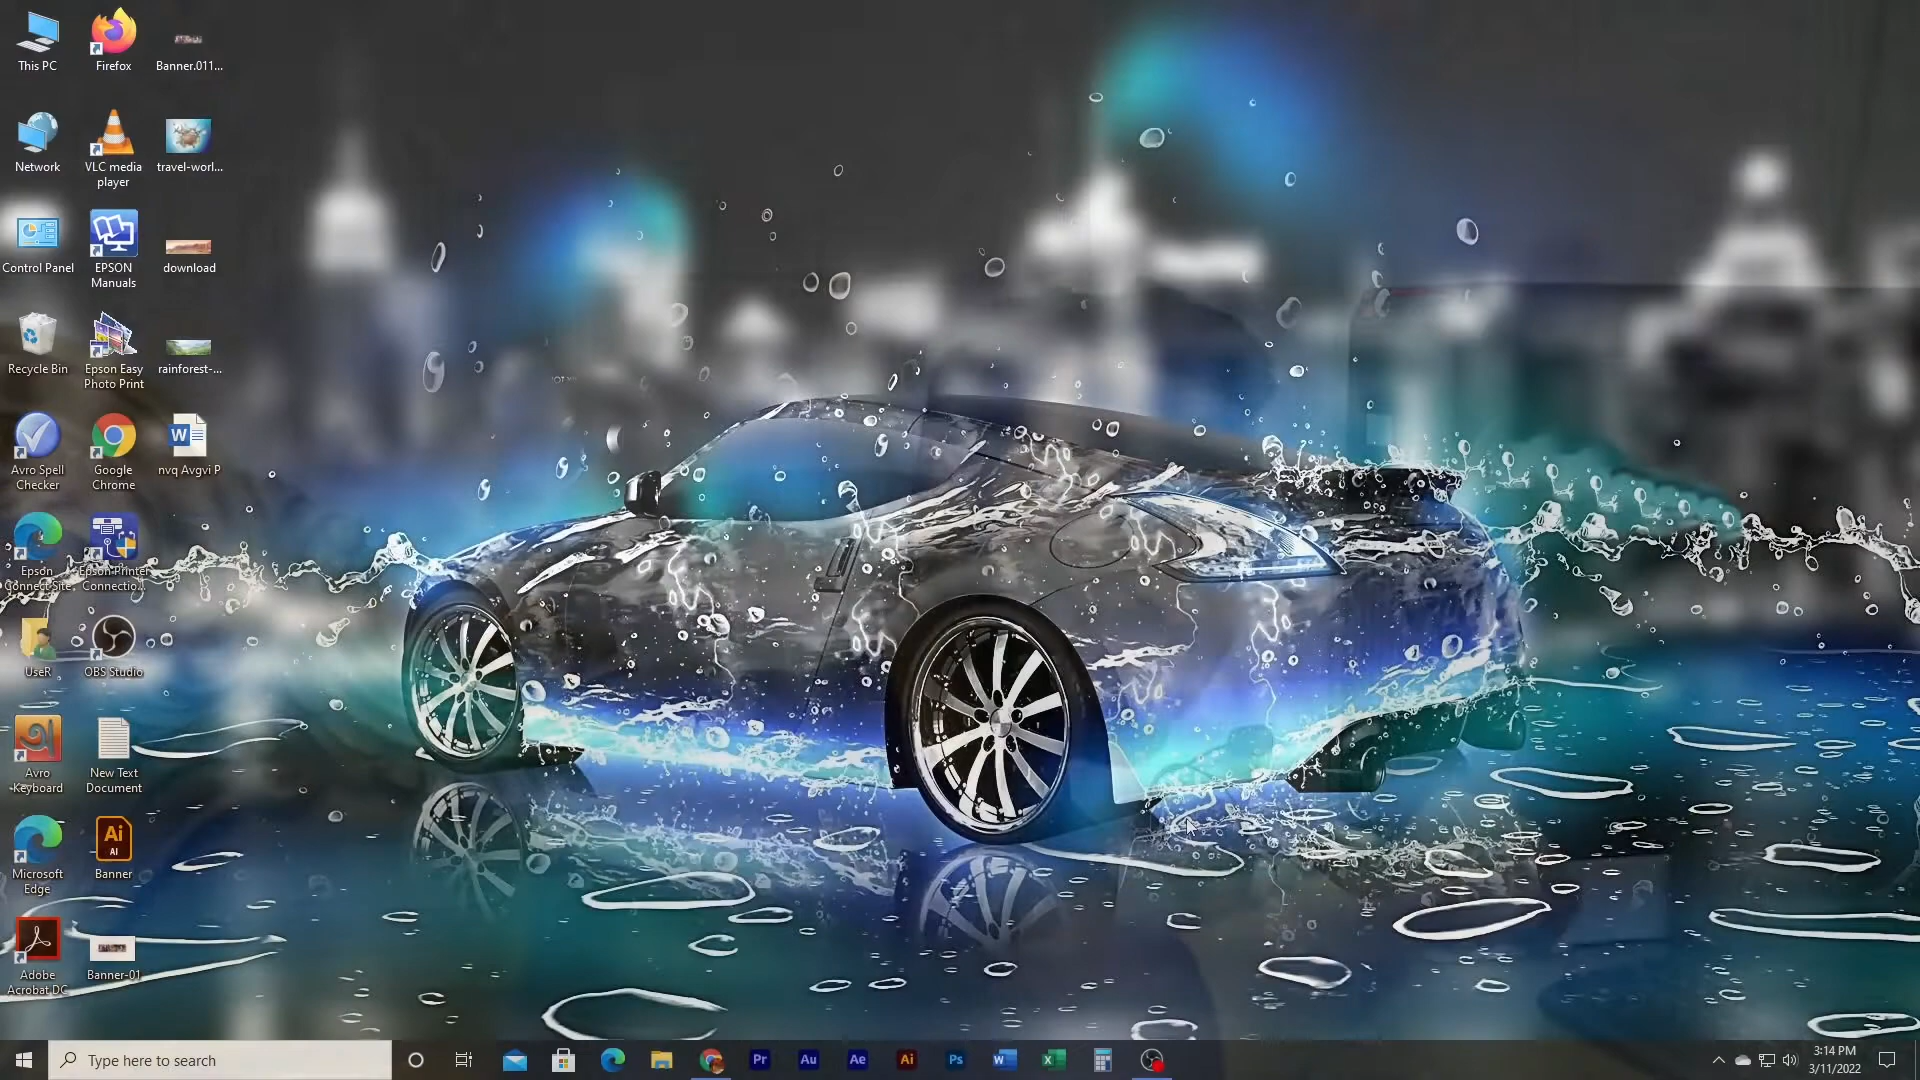 This PC
Firefox
Banner.011...
Network
VLC media
player
travel-worl...
Control Panel
EPSON
Manuals
download
Recycle Bin
Epson Easy
Photo Print
rainforest-...
Avro Spell
Checker
Google
Chrome
nvq Avgvi P
Epson
Connect Site
Epson Printer
Connectio...
UseR
OBS Studio
Avro
Keyboard
New Text
Document
Microsoft
Edge
Ai
AI
Banner
Adobe
Acrobat DC
Banner-01
Type here to search
Pr
Au
Ae
Ai
Ps
W
X
3:14 PM
3/11/2022